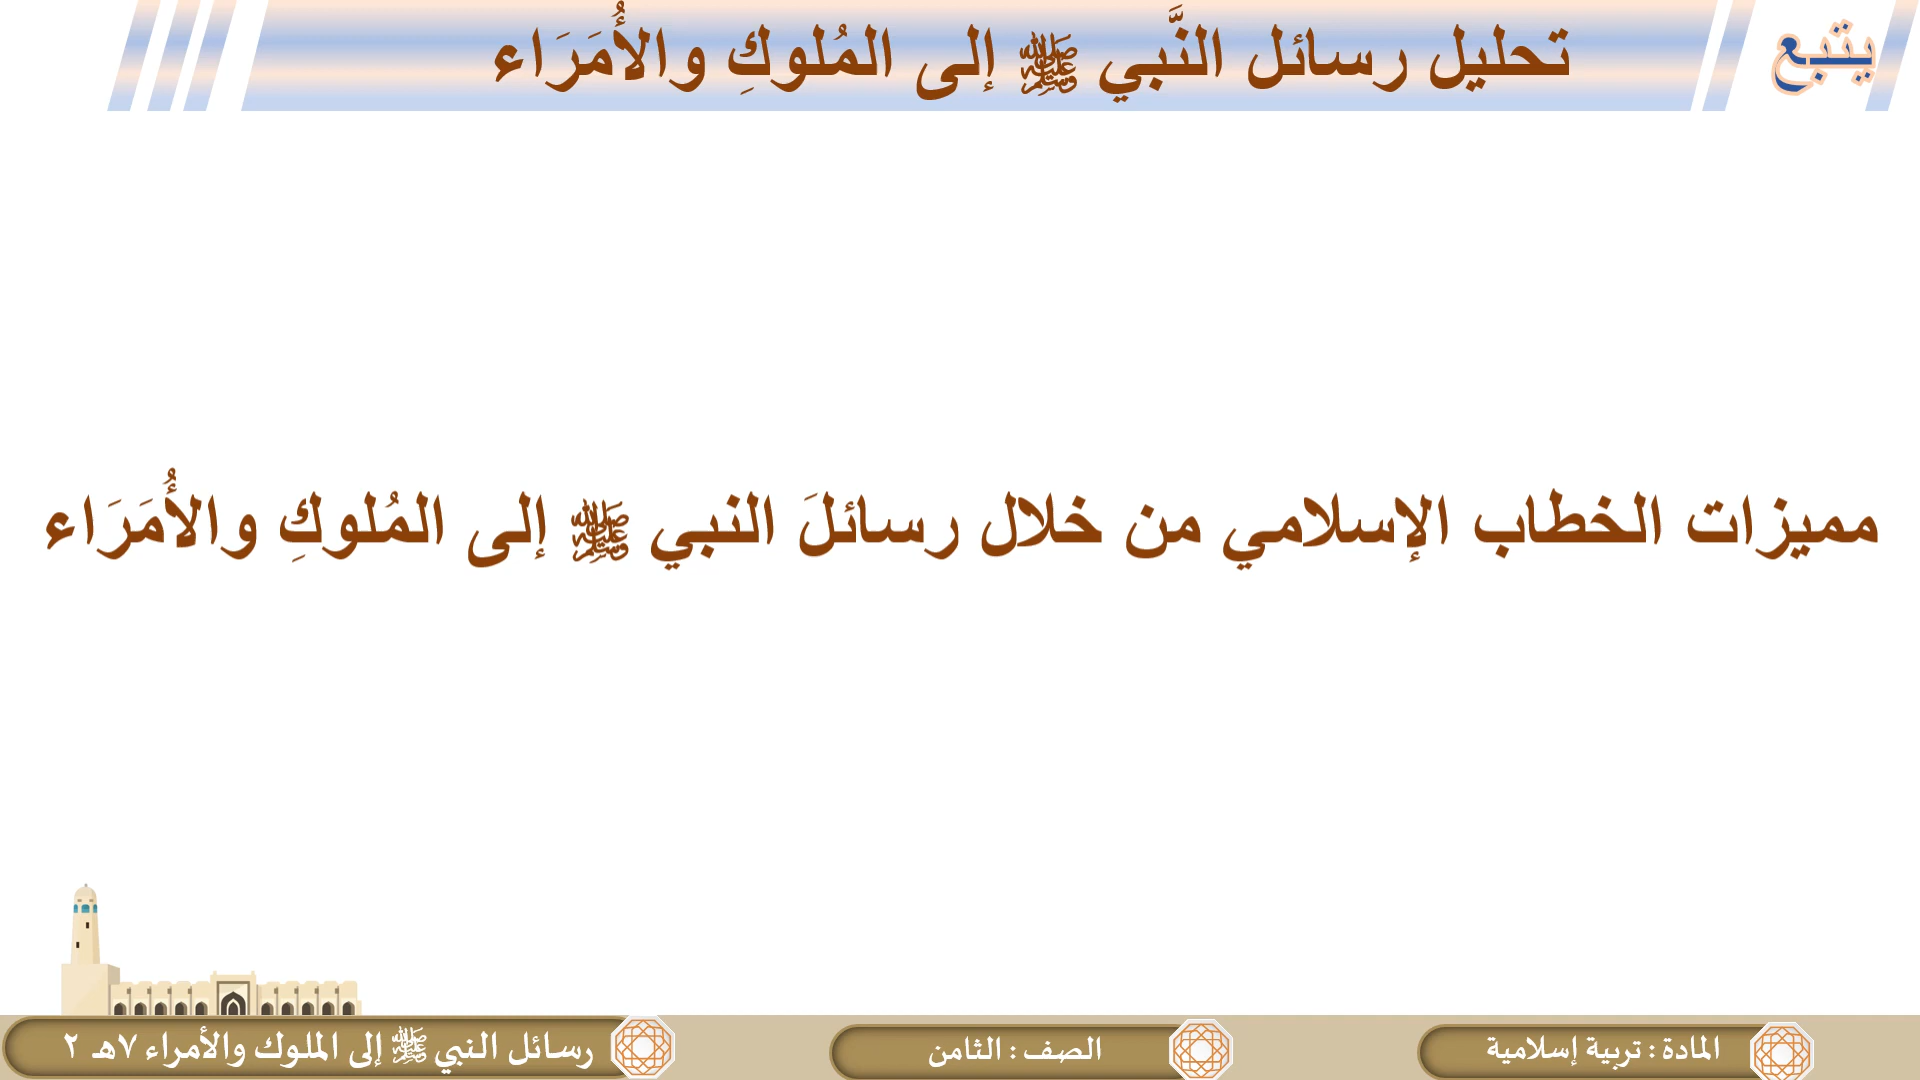 يتبع
تحليل رسائل النَّبي ﷺ إلى المُلوكِ والأُمَرَاء
مميزات الخطاب الإسلامي من خلال رسائلَ النبي ﷺ إلى المُلوكِ والأُمَرَاء
المادة : تربية إسلامية
الصف : الثامن
رسائل النبي ﷺ إلى الملوك والأمراء ٧هـ ٢